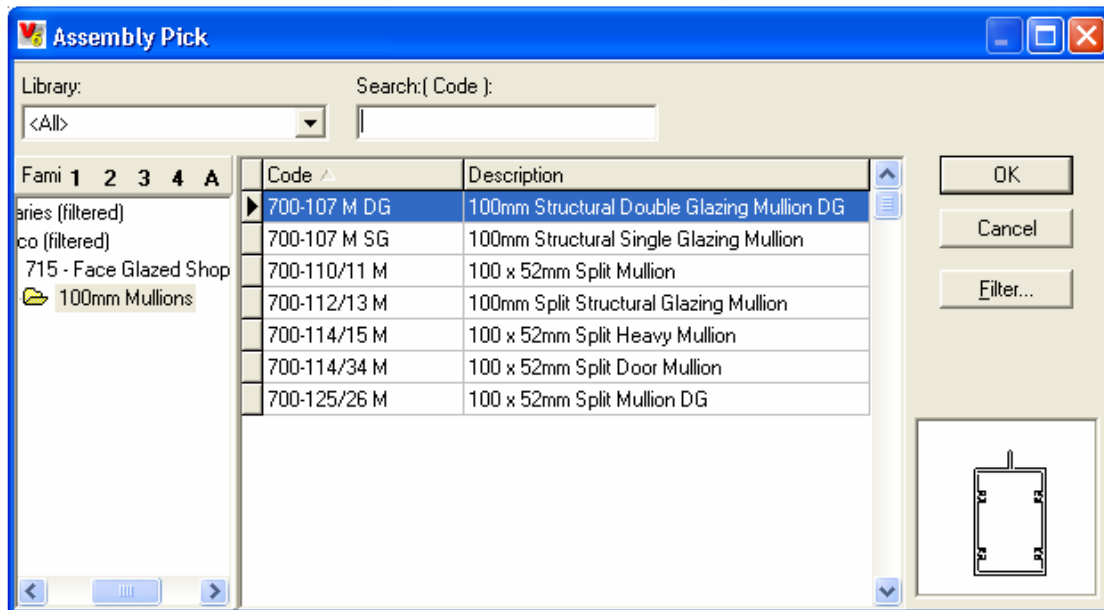 Assembly Pick
Library: Search:( Code ):
<All>
Fami 1 2 3 4 A
aries (filtered)
co (filtered)
715 - Face Glazed Shop
100mm Mullions
Code Description
700-107 M DG 100mm Structural Double Glazing Mullion DG
700-107 M SG 100mm Structural Single Glazing Mullion
700-110/11 M 100 x 52mm Split Mullion
700-112/13 M 100mm Split Structural Glazing Mullion
700-114/15 M 100 x 52mm Split Heavy Mullion
700-114/34 M 100 x 52mm Split Door Mullion
700-125/26 M 100 x 52mm Split Mullion DG
OK
Cancel
Filter...